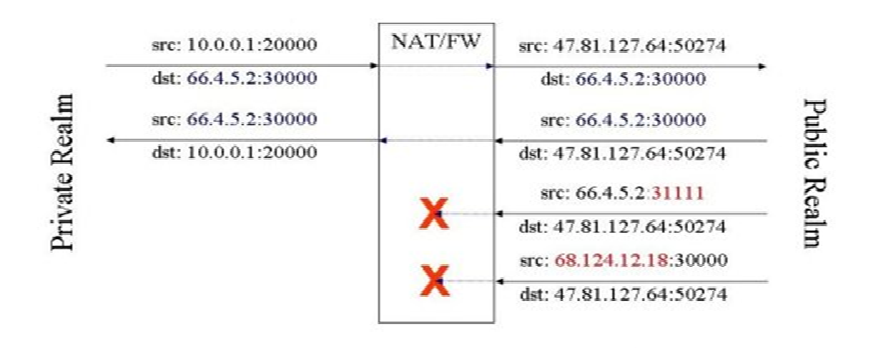 NAT/FW
src: 10.0.0.1:20000
src: 47.81.127.64:50274
dst: 66.4.5.2:30000
dst: 66.4.5.2:30000
src: 66.4.5.2:30000
src: 66.4.5.2:30000
dst: 10.0.0.1:20000
dst: 47.81.127.64:50274
src: 66.4.5.2:31111
X
dst: 47.81.127.64:50274
src: 68.124.12.18:30000
X
dst: 47.81.127.64:50274
Private Realm
Public Realm